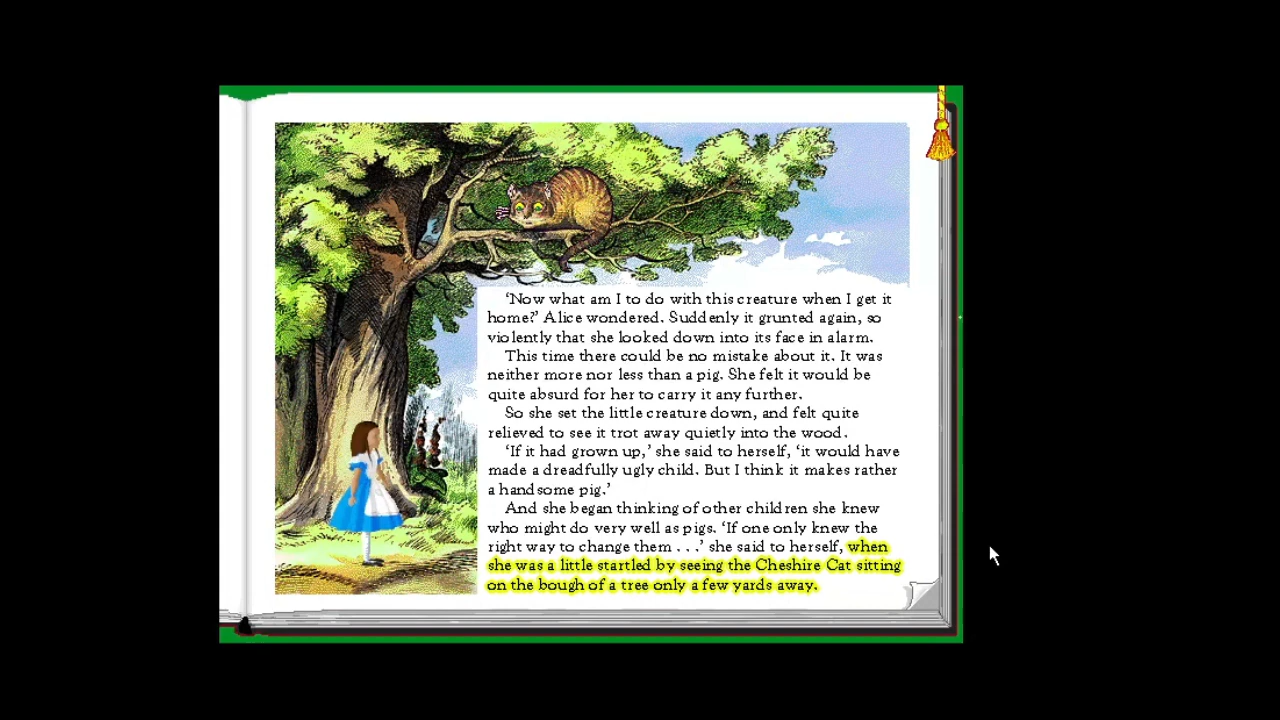 ‘Now what am I to do with this creature when I get it
home?’ Alice wondered. Suddenly it grunted again, so
violently that she looked down into its face in alarm.
This time there could be no mistake about it. It was
neither more nor less than a pig. She felt it would be
quite absurd for her to carry it any further.
So she set the little creature down, and felt quite
relieved to see it trot away quietly into the wood.
‘If it had grown up,’ she said to herself, ‘it would have
made a dreadfully ugly child. But I think it makes rather
a handsome pig.’
And she began thinking of other children she knew
who might do very well as pigs. ‘If one only knew the
right way to change them . . .’ she said to herself, when
she was a little startled by seeing the Cheshire Cat sitting
on the bough of a tree only a few yards away.